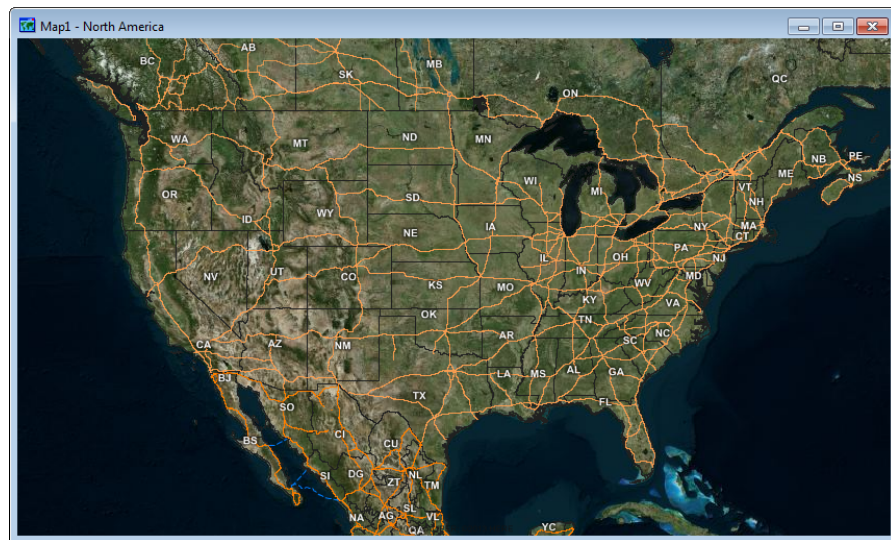 Map1 - North America
AB
BC
MB
SK
QC
ON
WA
MT
ND
MN
NB
PE
VT
ME
NS
WI
MI
OR
NH
ID
WY
SD
NE
IA
NY
MA
CT
PA
NV
UT
CO
IL
IN
OH
NJ
MD
KS
MO
WV
KY
VA
OK
TN
NC
AR
SC
CA
AZ
NM
LA
MS
AL
GA
BJ
TX
FL
SO
CI
BS
CU
SI
DG
NL
ZT
TM
SL
NA
AG
VL
QA
YC